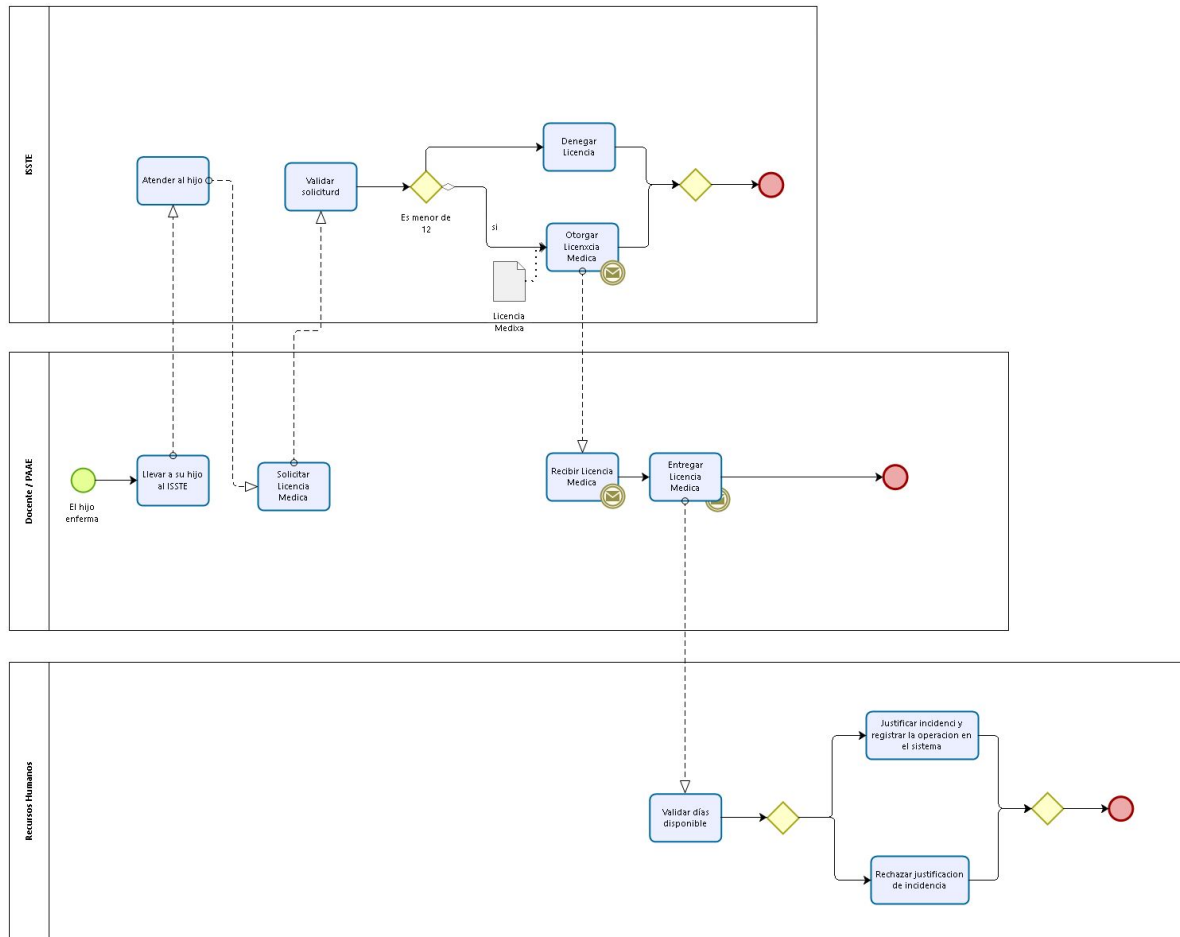 ISSTE
Atender al hijo
Validar
soliciturd
Es menor de
12
si
Denegar
Licencia
Otorgar
Licenxcia
Medica
Licencia
Medixa
Docente / PAAE
El hijo
enferma
Llevar a su hijo
al ISSTE
Solicitar
Licencia
Medica
Recibir Licencia
Medica
Entregar
Licencia
Medica
Recursos Humanos
Validar días
disponible
Justificar incidenci y
registrar la operacion en
el sistema
Rechazar justificacion
de incidencia